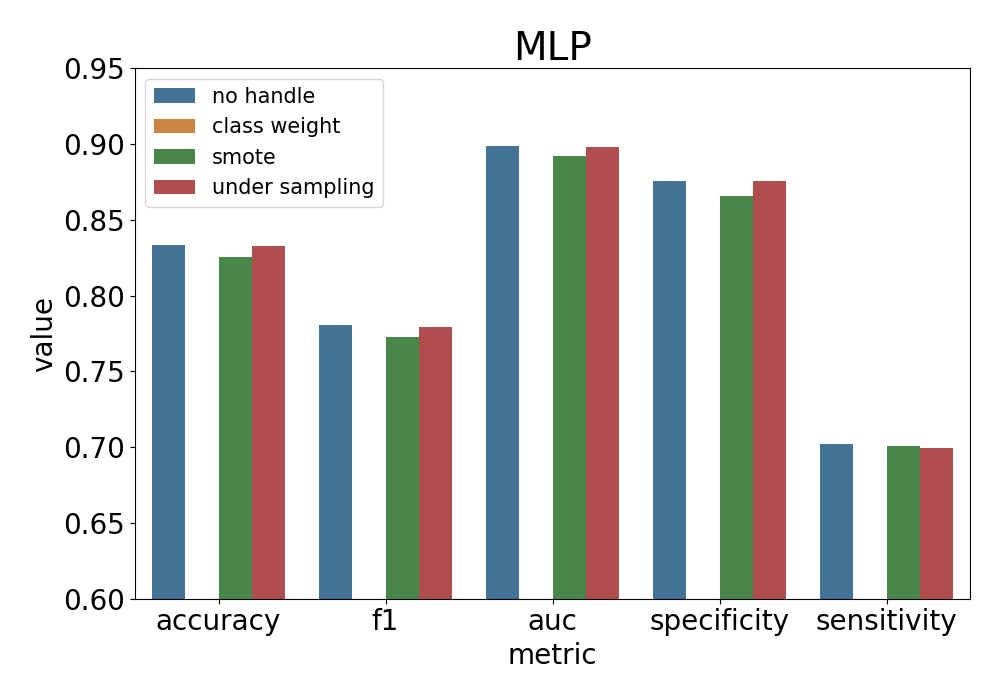 MLP
no handle
class weight
smote
under sampling
value
0.95
0.90
0.85
0.80
0.75
0.70
0.65
0.60
accuracy f1 auc specificity sensitivity
metric